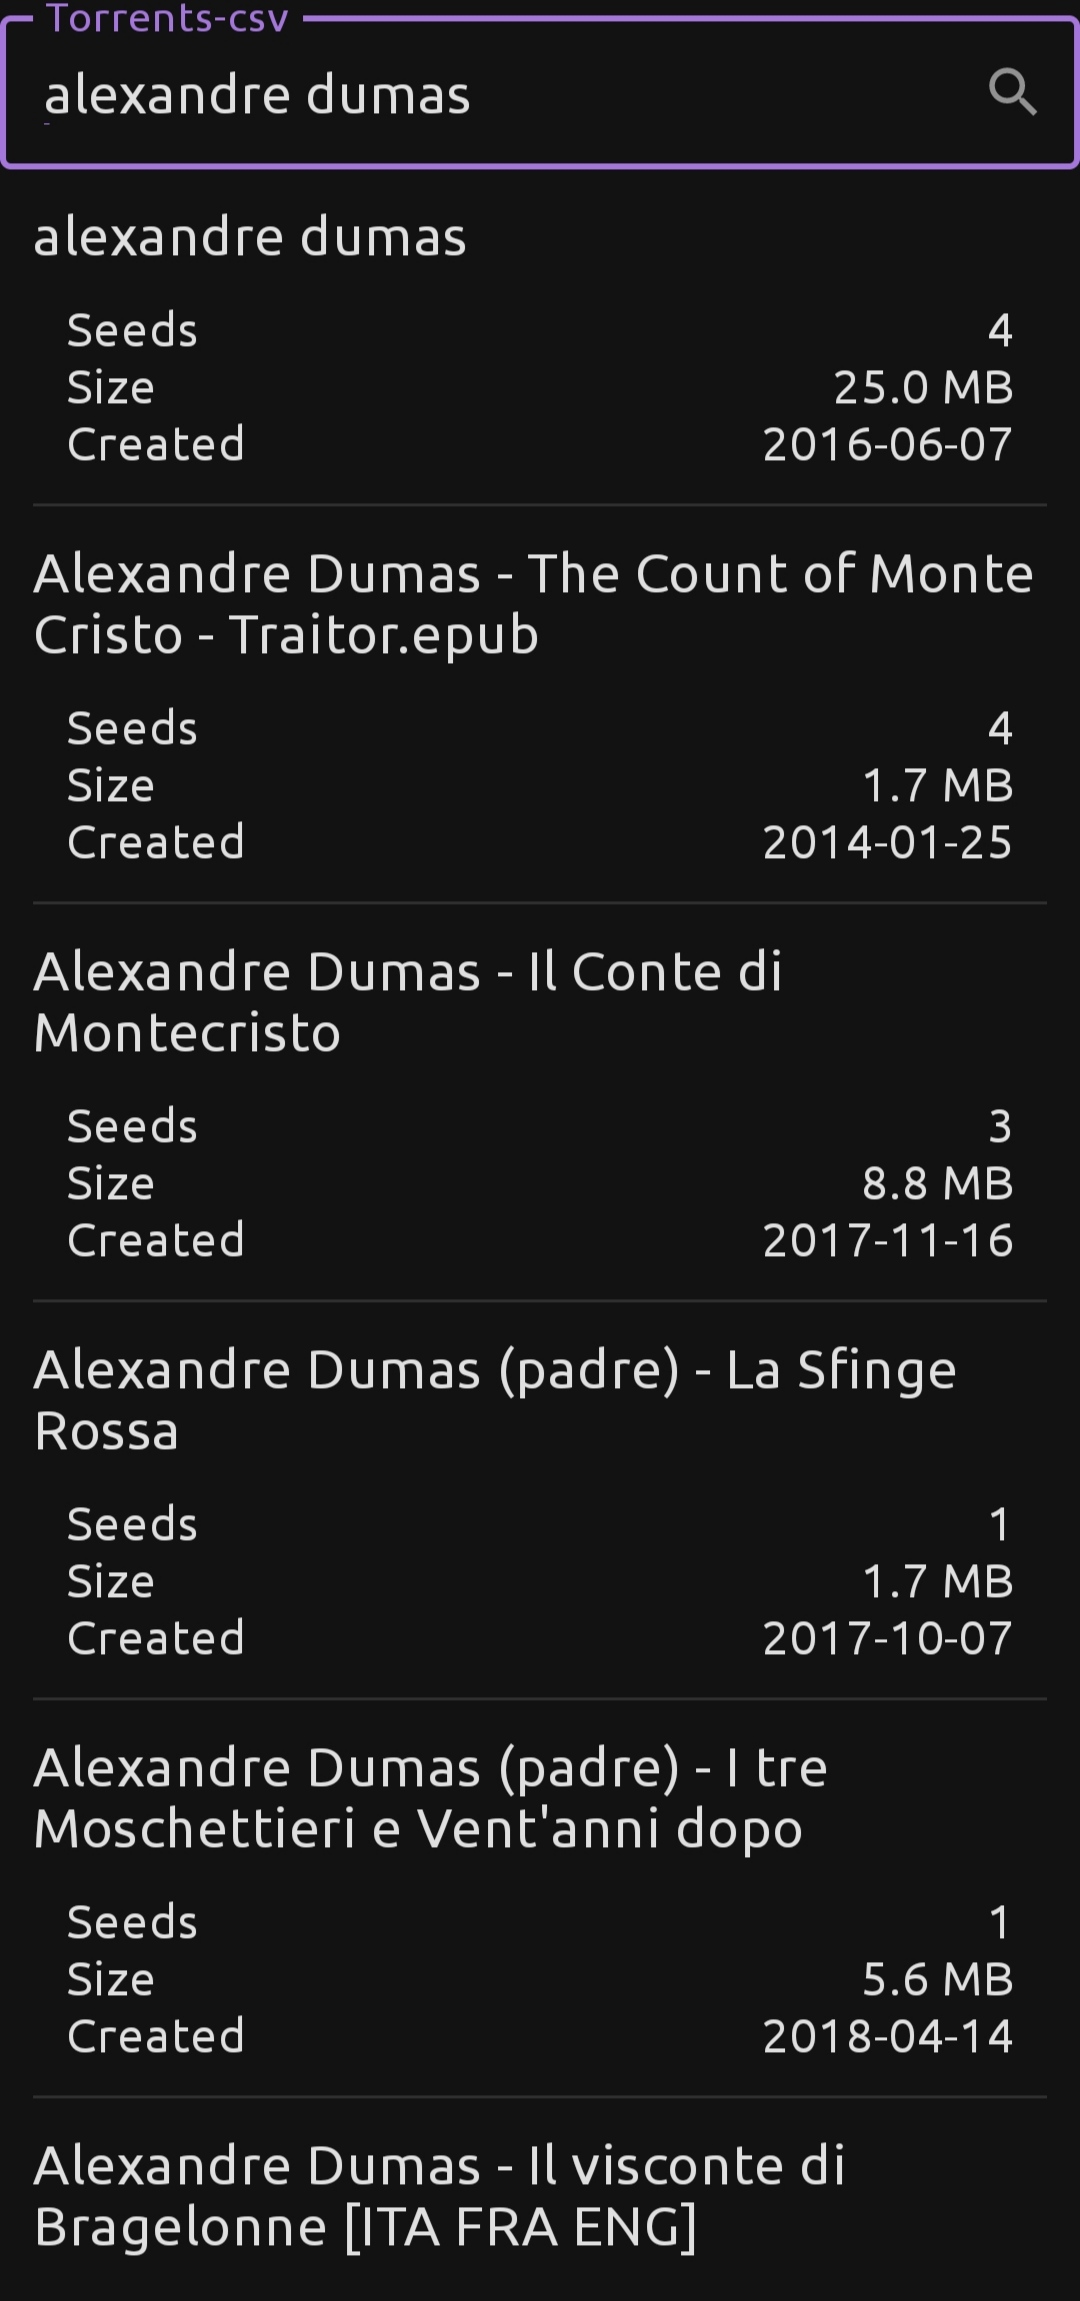 Torrents-csv
alexandre dumas
alexandre dumas
Seeds 4
Size 25.0 MB
Created 2016-06-07
Alexandre Dumas - The Count of Monte
Cristo - Traitor.epub
Seeds 4
Size 1.7 MB
Created 2014-01-25
Alexandre Dumas - Il Conte di
Montecristo
Seeds 3
Size 8.8 MB
Created 2017-11-16
Alexandre Dumas (padre) - La Sfinge
Rossa
Seeds 1
Size 1.7 MB
Created 2017-10-07
Alexandre Dumas (padre) - I tre
Moschettieri e Vent'anni dopo
Seeds 1
Size 5.6 MB
Created 2018-04-14
Alexandre Dumas - Il visconte di
Bragelonne [ITA FRA ENG]